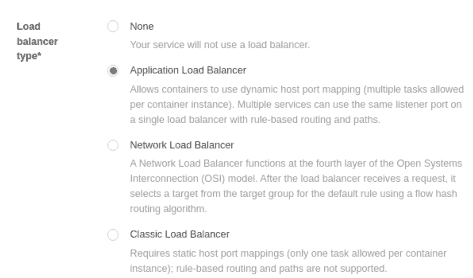 Load
balancer
type*
None
Your service will not use a load balancer.
Application Load Balancer
Allows containers to use dynamic host port mapping (multiple tasks allowed
per container instance). Multiple services can use the same listener port on
a single load balancer with rule-based routing and paths.
Network Load Balancer
A Network Load Balancer functions at the fourth layer of the Open Systems
Interconnection (OSI) model. After the load balancer receives a request, it
selects a target from the target group for the default rule using a flow hash
routing algorithm.
Classic Load Balancer
Requires static host port mappings (only one task allowed per container
instance); rule-based routing and paths are not supported.